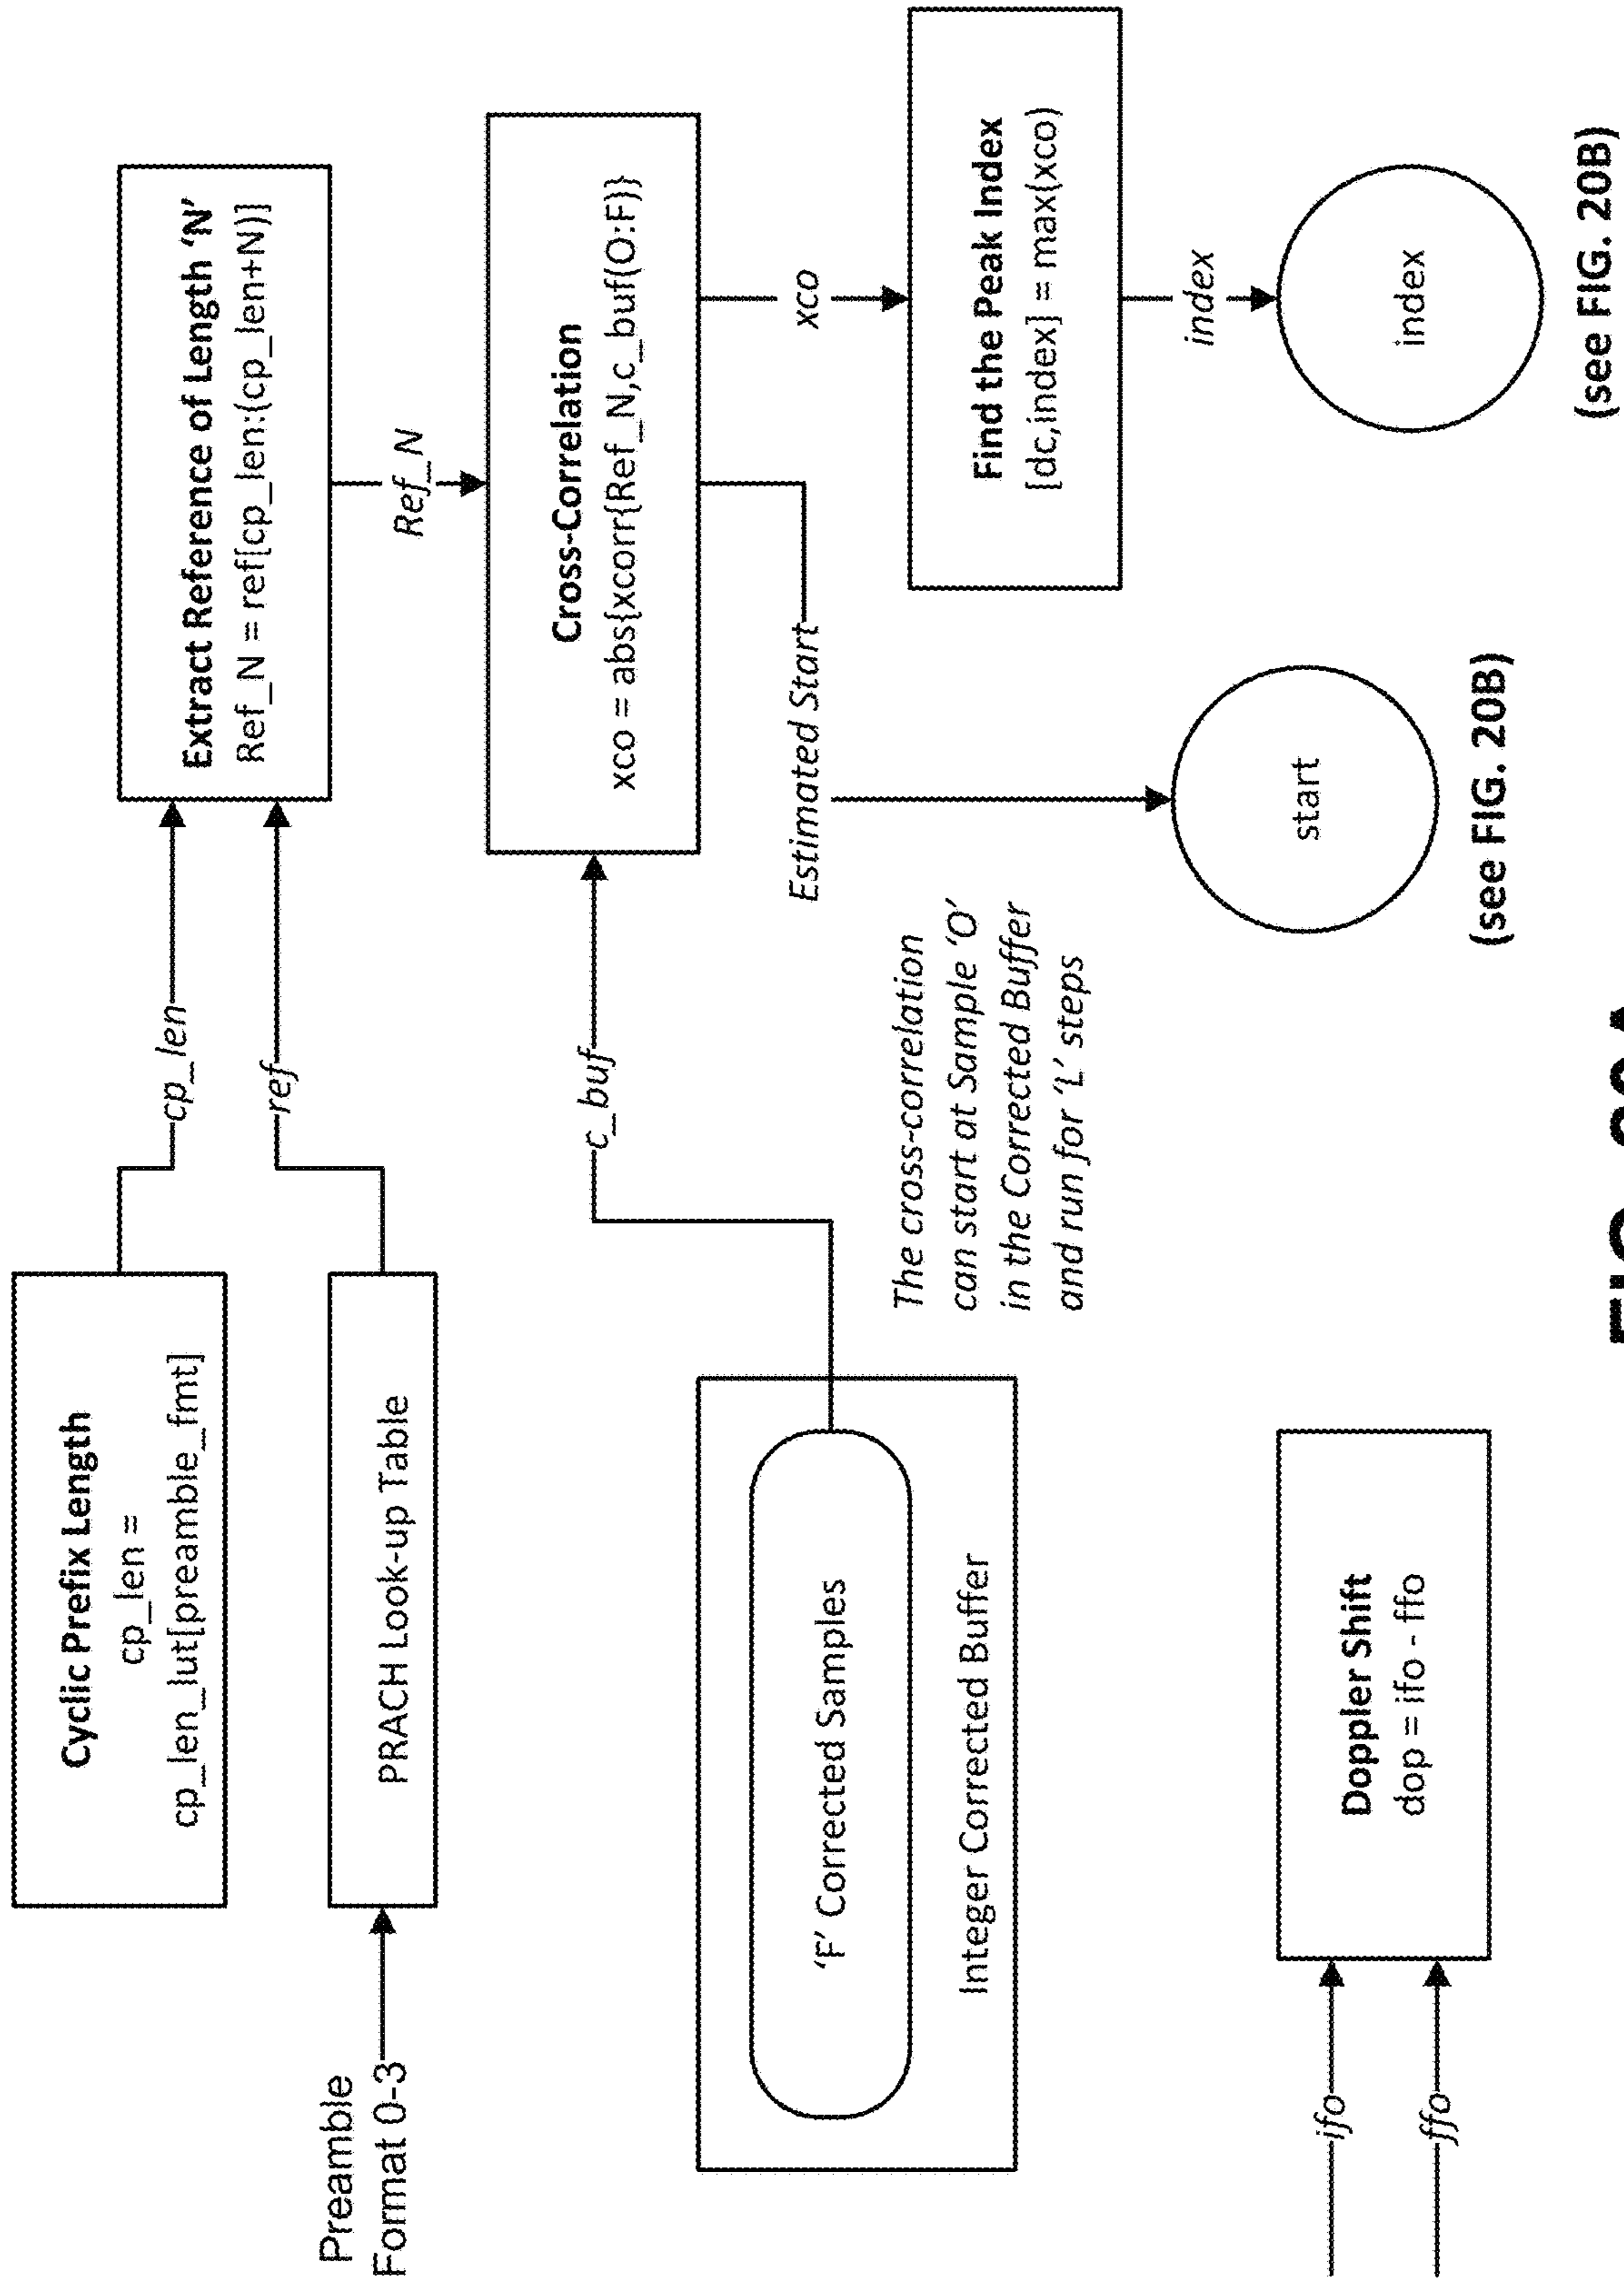 Cyclic Prefix Length
cp_len =
cp_len_lut[preamble_fmt]
cp_len
Extract Reference of Length ‘N’
Ref_N = ref[cp_len:(cp_len+N)]
Preamble
Format 0-3
PRACH Look-up Table
ref
Ref_N
‘F’ Corrected Samples
Integer Corrected Buffer
c_buf
Cross-Correlation
xco = abs{xcorr{Ref_N,c_buf(O:F)}}
The cross-correlation
can start at Sample ‘O’
in the Corrected Buffer
and run for ‘L’ steps
Estimated Start
xco
Find the Peak Index
[dc,index] = max(xco)
index
start
(see FIG. 20B)
index
(see FIG. 20B)
ifo
ffo
Doppler Shift
dop = ifo - ffo